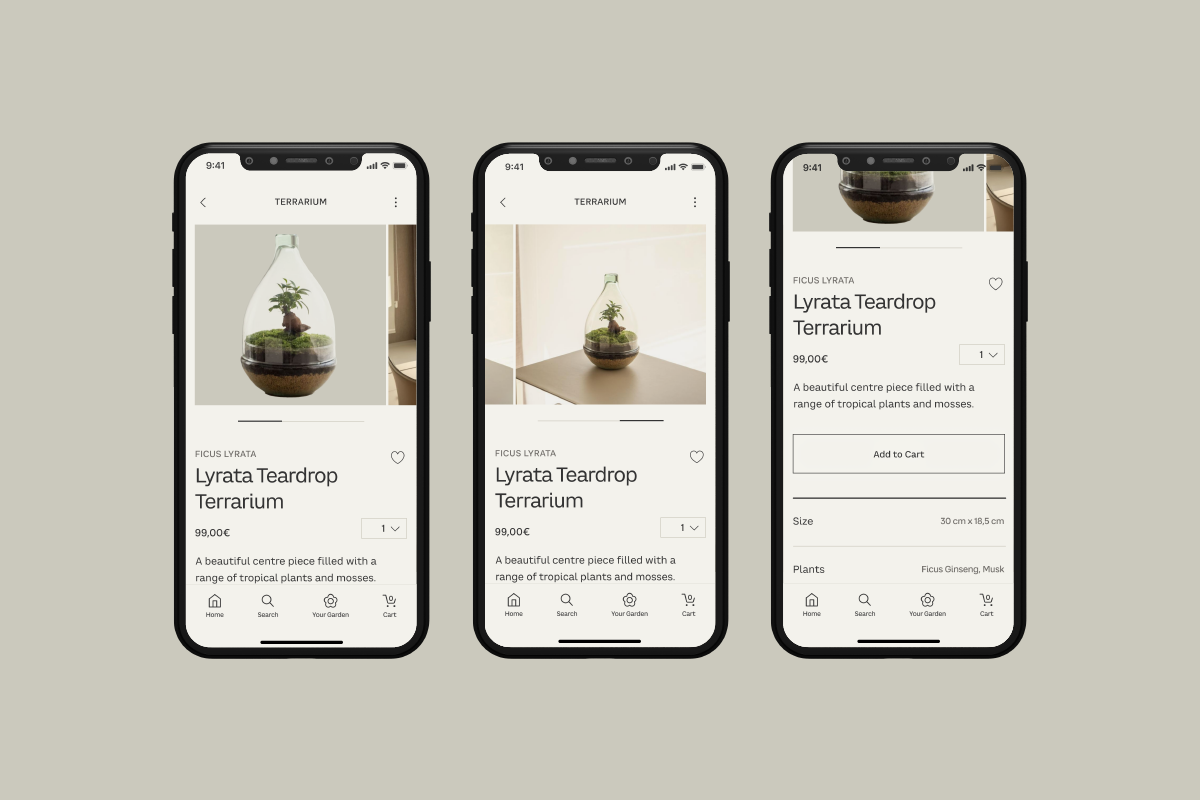 9:41
TERRARIUM
FICUS LYRATA
Lyrata Teardrop
Terrarium
99,00€
1
A beautiful centre piece filled with a
range of tropical plants and mosses.
Home
Search
Your Garden
0
Cart
9:41
TERRARIUM
FICUS LYRATA
Lyrata Teardrop
Terrarium
99,00€
1
A beautiful centre piece filled with a
range of tropical plants and mosses.
Home
Search
Your Garden
0
Cart
9:41
FICUS LYRATA
Lyrata Teardrop
Terrarium
99,00€
1
A beautiful centre piece filled with a
range of tropical plants and mosses.
Add to Cart
Size 30 cm x 18,5 cm
Plants Ficus Ginseng, Musk
Home
Search
Your Garden
0
Cart